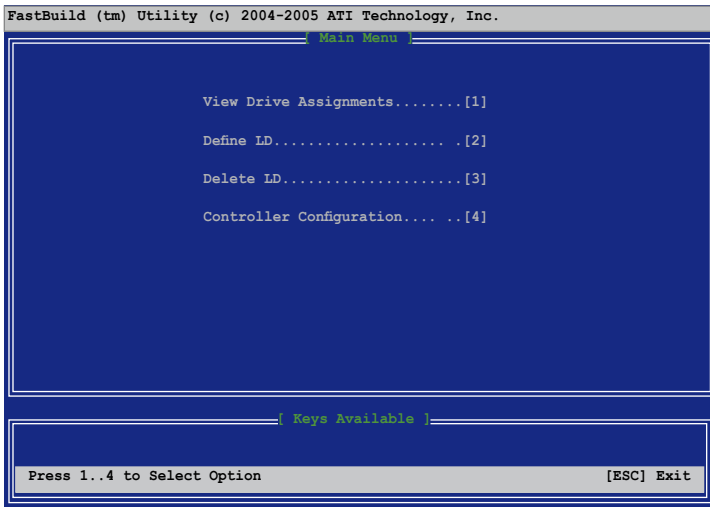 FastBuild (tm) Utility (c) 2004-2005 ATI Technology, Inc.
[ Main Menu ]
View Drive Assignments........[1]
Define LD.................... .[2]
Delete LD.....................[3]
Controller Configuration.... ..[4]
[ Keys Available ]
Press 1..4 to Select Option [ESC] Exit